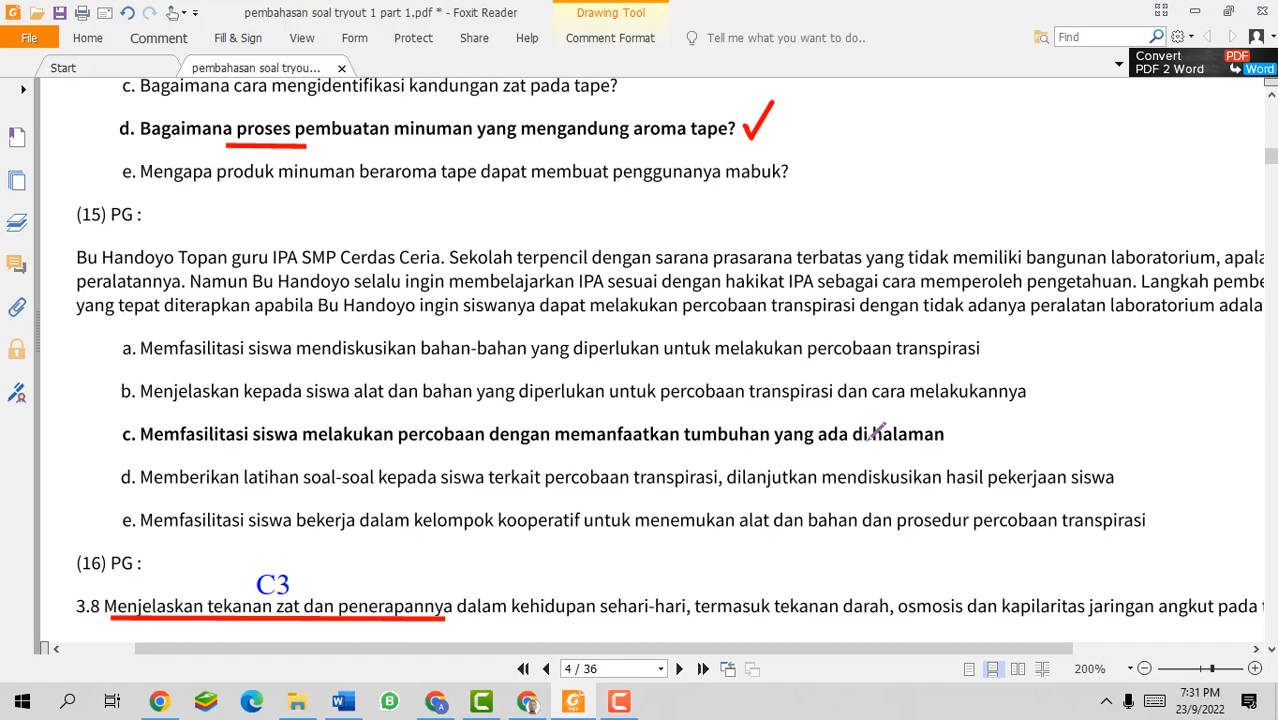 pembahasan soal tryout 1 part 1.pdf * - Foxit Reader
Drawing Tool
File Home Comment Fill & Sign View Form Protect Share Help Comment Format Tell me what you want to do.. Find
Start pembahasan soal tryou... Convert PDF
PDF 2 Word Word
c. Bagaimana cara mengidentifikasi kandungan zat pada tape?
d. Bagaimana proses pembuatan minuman yang mengandung aroma tape?
e. Mengapa produk minuman beraroma tape dapat membuat penggunanya mabuk?
(15) PG :
Bu Handoyo Topan guru IPA SMP Cerdas Ceria. Sekolah terpencil dengan sarana prasarana terbatas yang tidak memiliki bangunan laboratorium, apala
peralatannya. Namun Bu Handoyo selalu ingin membelajarkan IPA sesuai dengan hakikat IPA sebagai cara memperoleh pengetahuan. Langkah pembe
yang tepat diterapkan apabila Bu Handoyo ingin siswanya dapat melakukan percobaan transpirasi dengan tidak adanya peralatan laboratorium adala
a. Memfasilitasi siswa mendiskusikan bahan-bahan yang diperlukan untuk melakukan percobaan transpirasi
b. Menjelaskan kepada siswa alat dan bahan yang diperlukan untuk percobaan transpirasi dan cara melakukannya
c. Memfasilitasi siswa melakukan percobaan dengan memanfaatkan tumbuhan yang ada di halaman
d. Memberikan latihan soal-soal kepada siswa terkait percobaan transpirasi, dilanjutkan mendiskusikan hasil pekerjaan siswa
e. Memfasilitasi siswa bekerja dalam kelompok kooperatif untuk menemukan alat dan bahan dan prosedur percobaan transpirasi
(16) PG :
C3
3.8 Menjelaskan tekanan zat dan penerapannya dalam kehidupan sehari-hari, termasuk tekanan darah, osmosis dan kapilaritas jaringan angkut pada t
4 / 36 200%
7:31 PM
23/9/2022